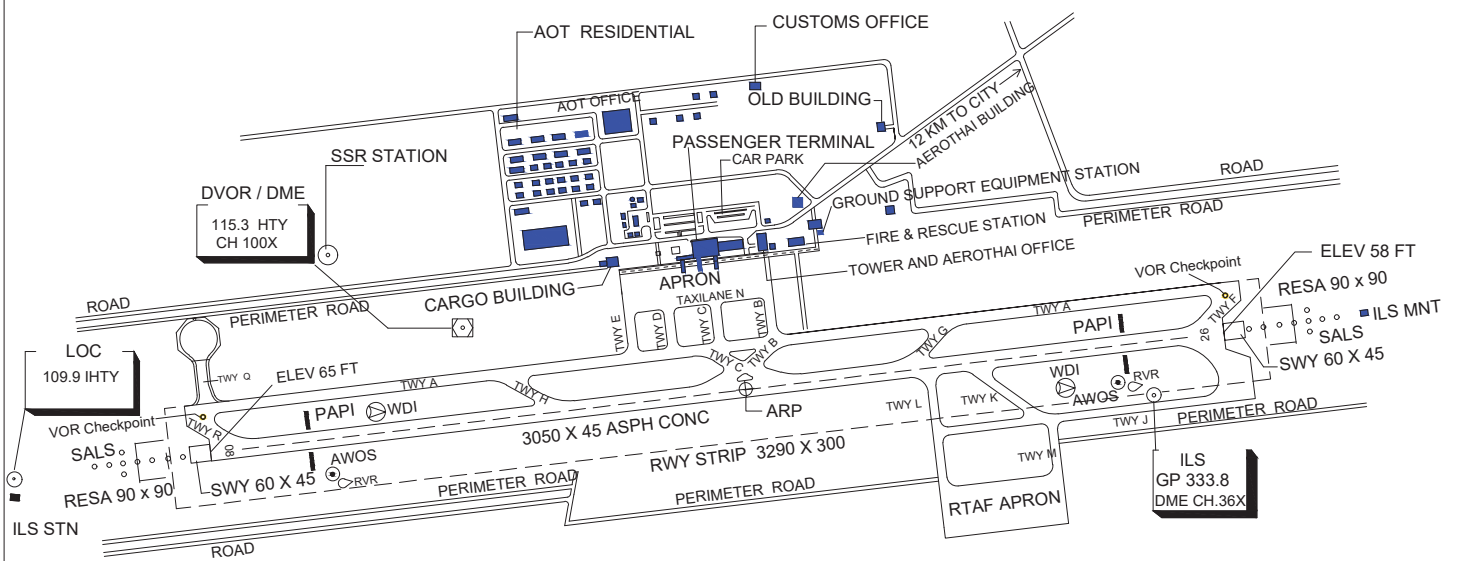 CUSTOMS OFFICE
AOT RESIDENTIAL
AOT OFFICE
OLD BUILDING
12 KM TO CITY
AEROTHAI BUILDING
PASSENGER TERMINAL
CAR PARK
SSR STATION
DVOR / DME
115.3 HTY
CH 100X
GROUND SUPPORT EQUIPMENT STATION
ROAD
PERIMETER ROAD
FIRE & RESCUE STATION
TOWER AND AEROTHAI OFFICE
ELEV 58 FT
VOR Checkpoint
RESA 90 x 90
ILS MNT
SALS
SWY 60 X 45
CARGO BUILDING
APRON
TAXILANE N
ROAD
PERIMETER ROAD
TWY E
TWY D
TWY C
TWY B
TWY A
TWY F
TWY G
PAPI
26
TWY C
TWY B
LOC
109.9 IHTY
TWY Q
ELEV 65 FT
TWY A
TWY H
PAPI
WDI
ARP
WDI
RVR
AWOS
VOR Checkpoint
TWY R
08
SALS
3050 X 45 ASPH CONC
TWY L
TWY K
TWY J
PERIMETER ROAD
AWOS
RVR
RWY STRIP 3290 X 300
TWY M
RESA 90 x 90
SWY 60 X 45
PERIMETER ROAD
PERIMETER ROAD
RTAF APRON
ILS
GP 333.8
DME CH.36X
ILS STN
ROAD